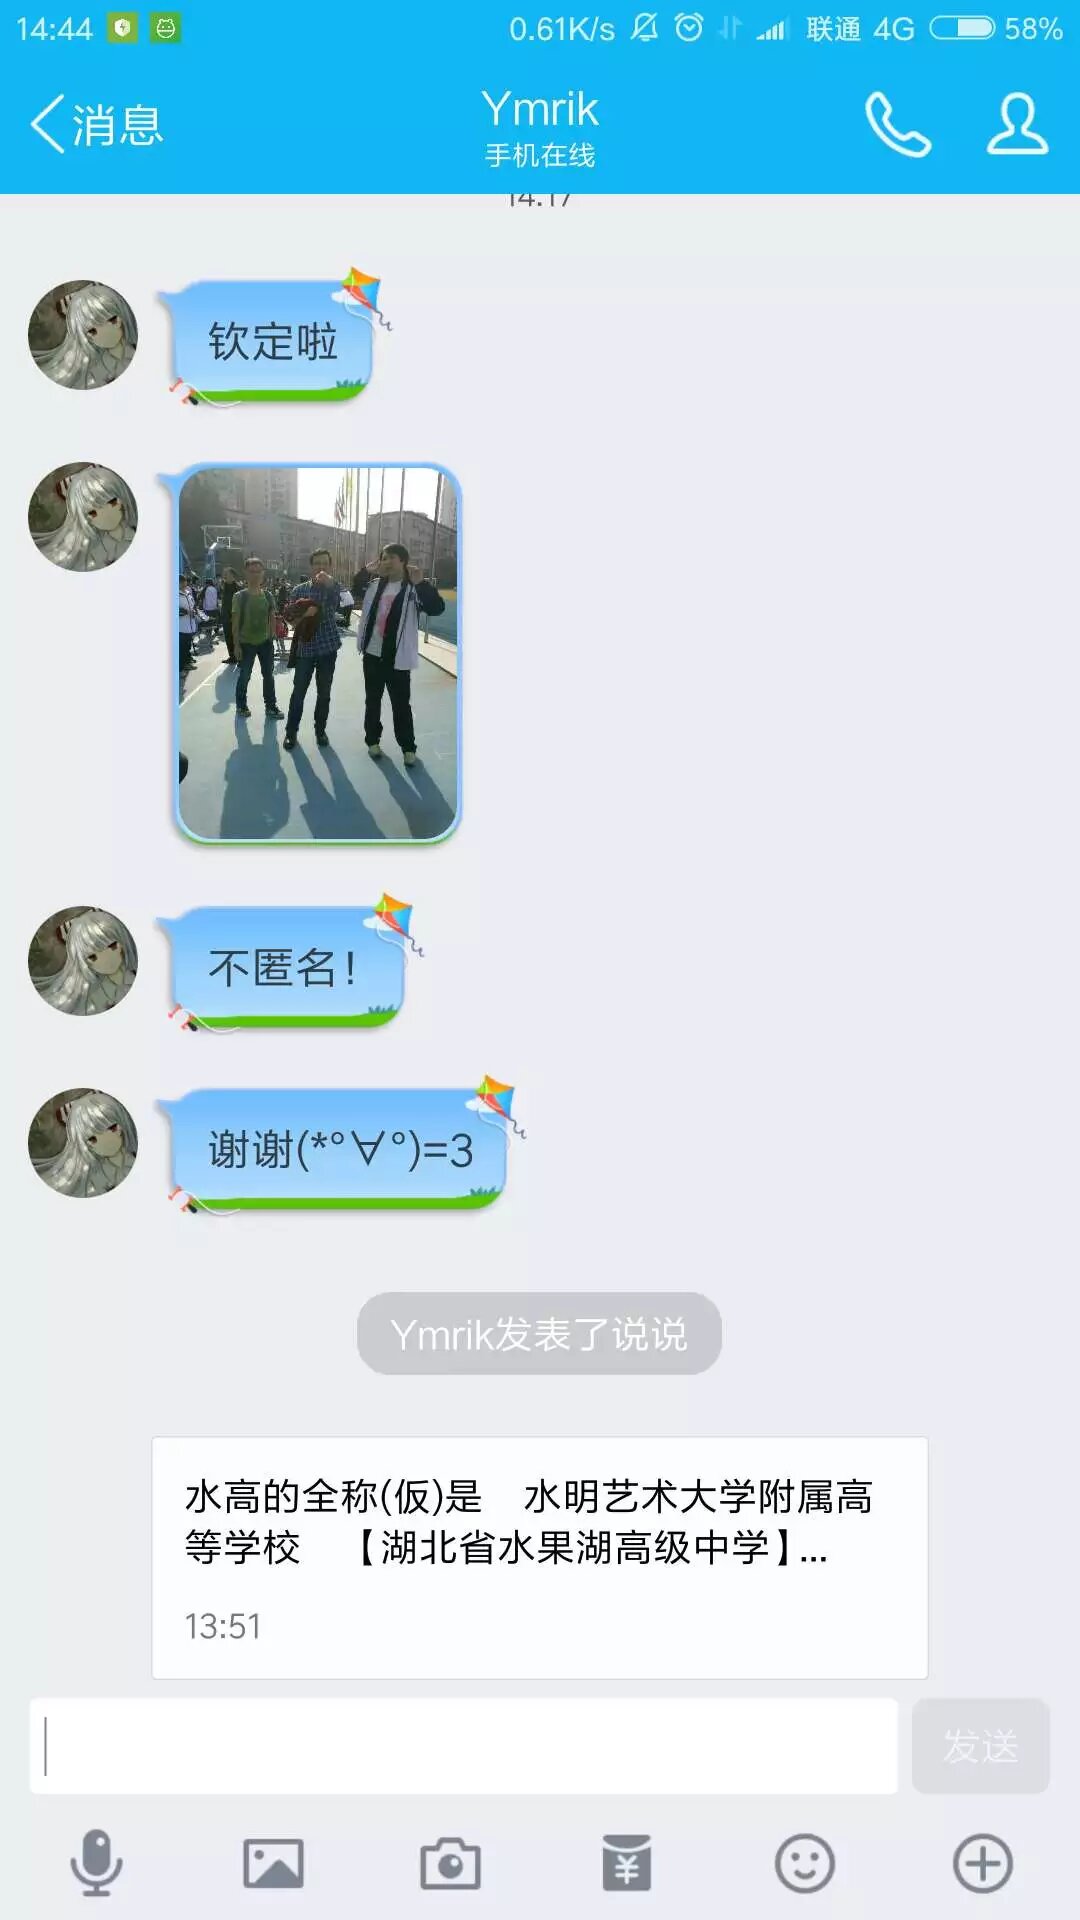 14:44 0.61K/s 联通 4G 58%
消息
Ymrik
手机在线
14:17
钦定啦
不匿名！
谢谢(*°∀°)=3
Ymrik发表了说说
水高的全称(仮)是 水明艺术大学附属高
等学校 【湖北省水果湖高级中学】...
13:51
发送